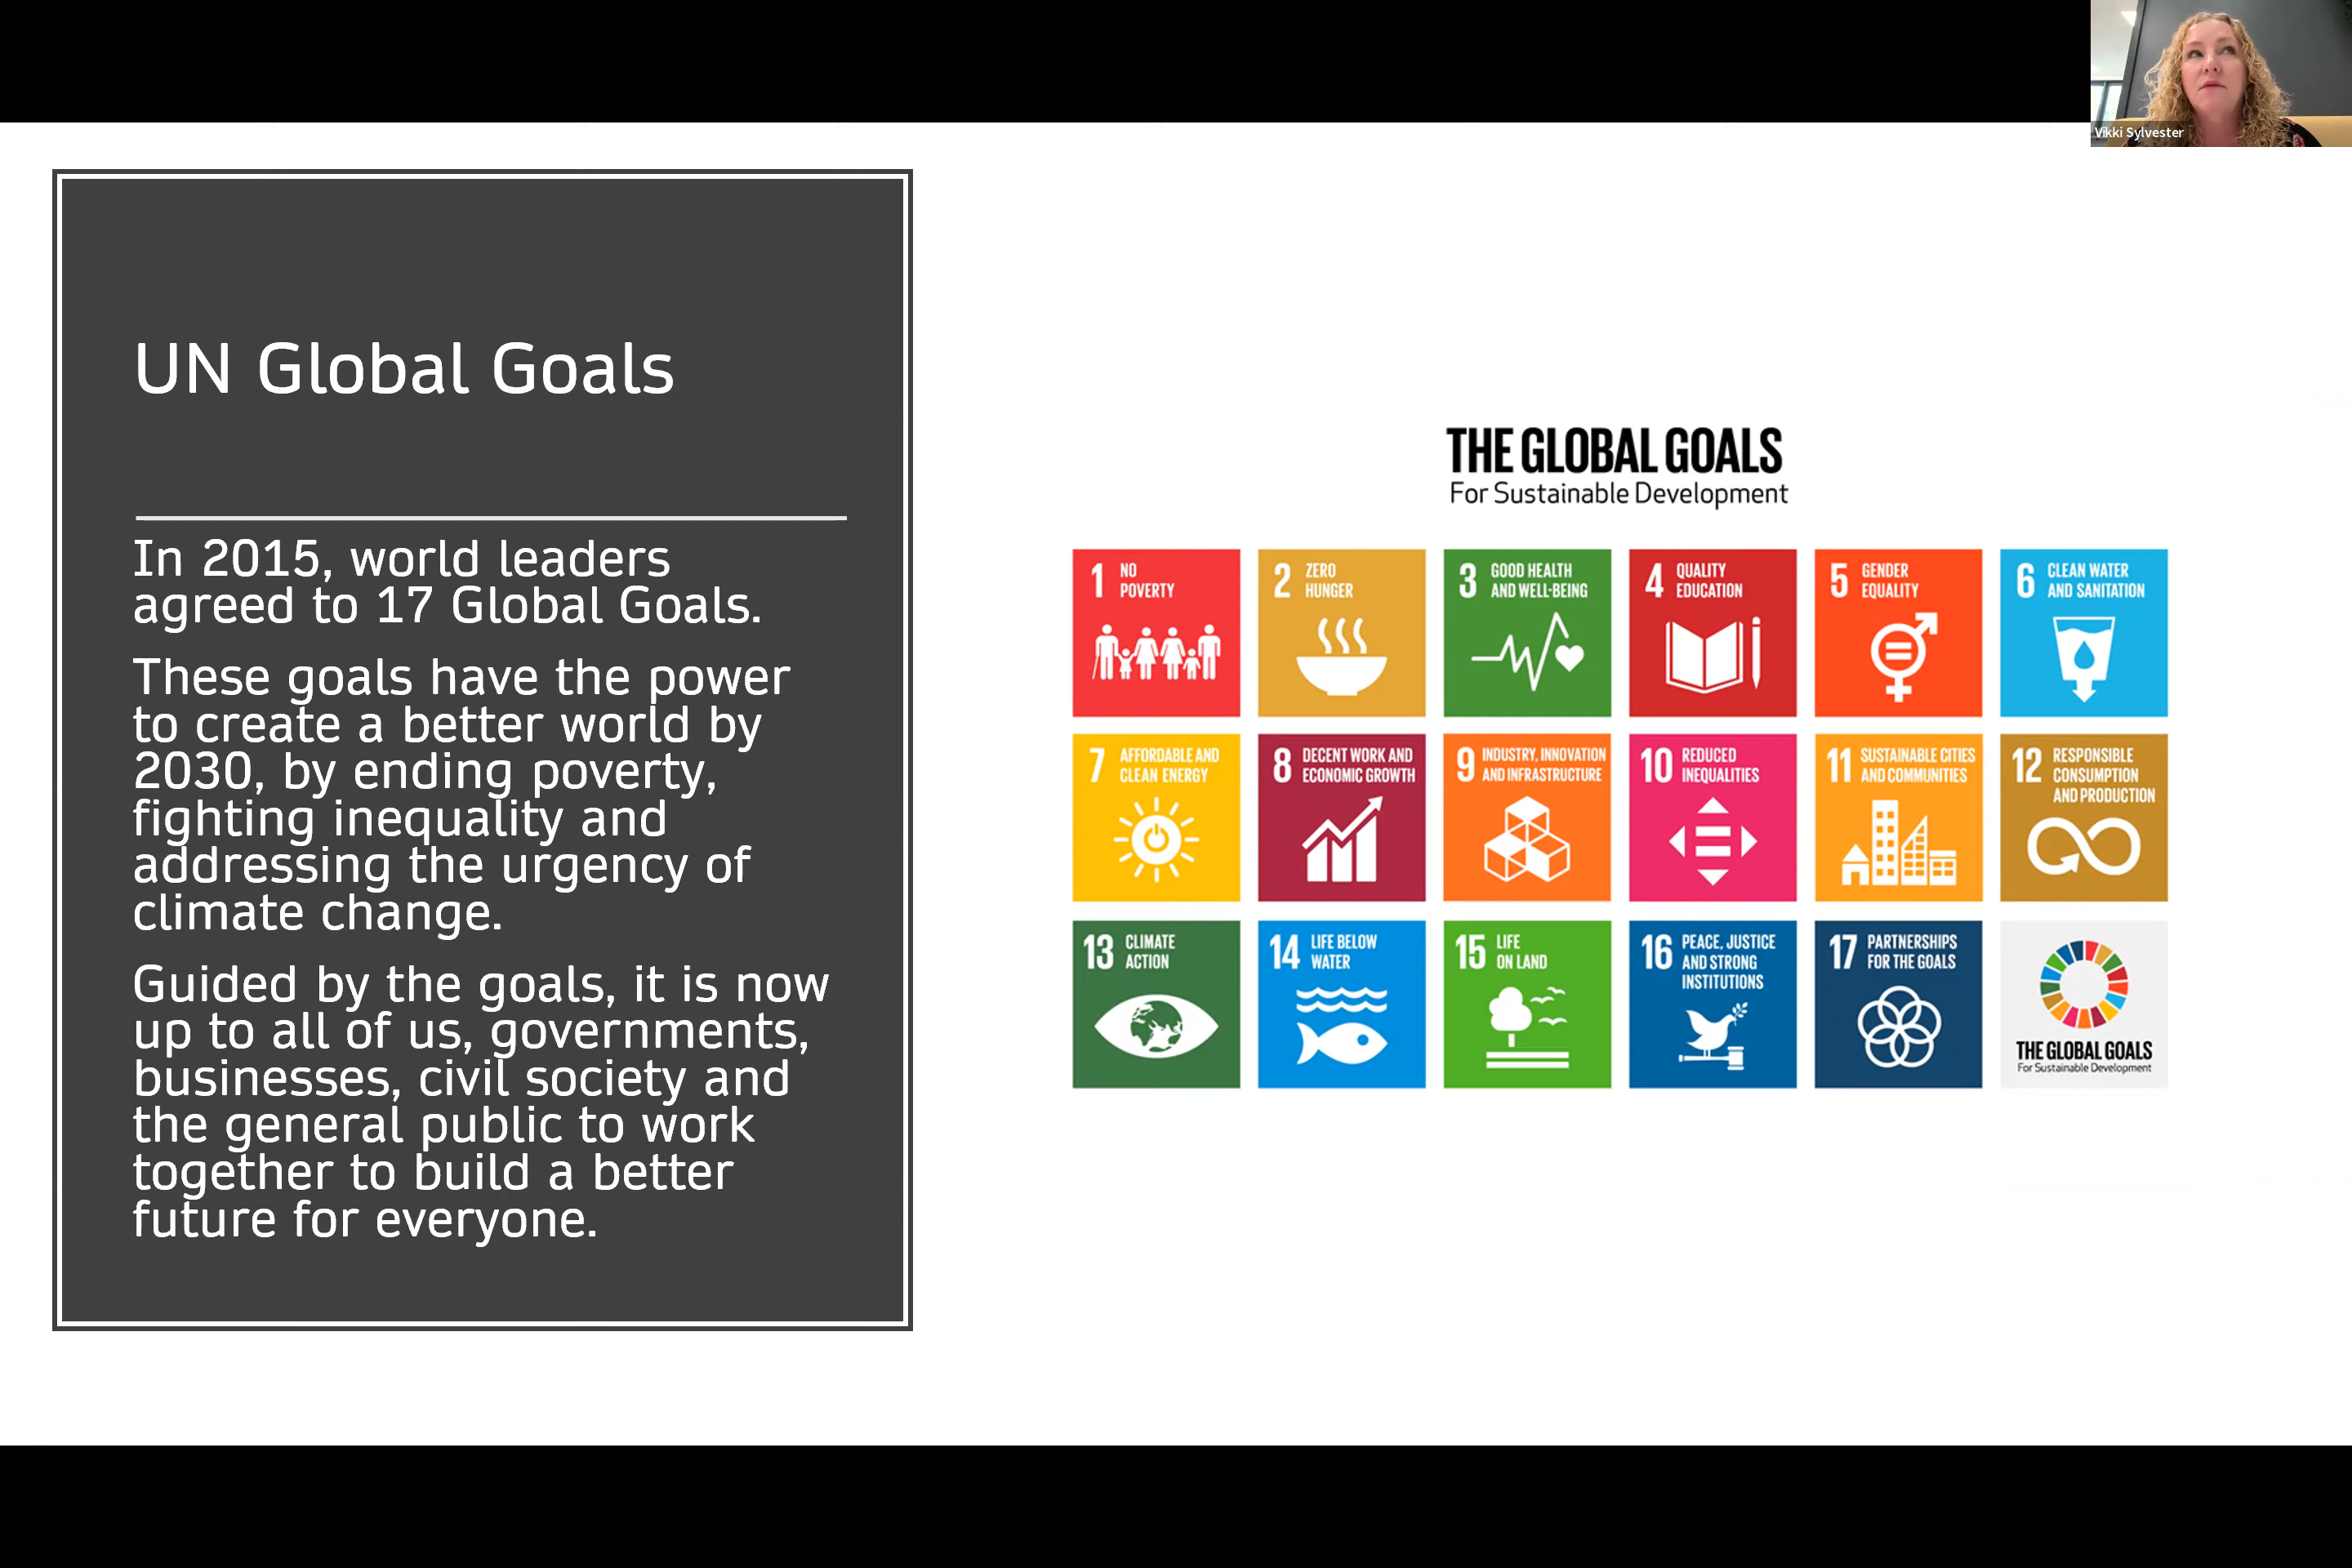 Vikki Sylvester
UN Global Goals
In 2015, world leaders
agreed to 17 Global Goals.
These goals have the power
to create a better world by
2030, by ending poverty,
fighting inequality and
addressing the urgency of
climate change.
Guided by the goals, it is now
up to all of us, governments,
businesses, civil society and
the general public to work
together to build a better
future for everyone.
THE GLOBAL GOALS
For Sustainable Development
1 NO
POVERTY
2 ZERO
HUNGER
3 GOOD HEALTH
AND WELL-BEING
4 QUALITY
EDUCATION
5 GENDER
EQUALITY
6 CLEAN WATER
AND SANITATION
7 AFFORDABLE AND
CLEAN ENERGY
8 DECENT WORK AND
ECONOMIC GROWTH
9 INDUSTRY, INNOVATION
AND INFRASTRUCTURE
10 REDUCED
INEQUALITIES
11 SUSTAINABLE CITIES
AND COMMUNITIES
12 RESPONSIBLE
CONSUMPTION
AND PRODUCTION
13 CLIMATE
ACTION
14 LIFE BELOW
WATER
15 LIFE
ON LAND
16 PEACE, JUSTICE
AND STRONG
INSTITUTIONS
17 PARTNERSHIPS
FOR THE GOALS
THE GLOBAL GOALS
For Sustainable Development